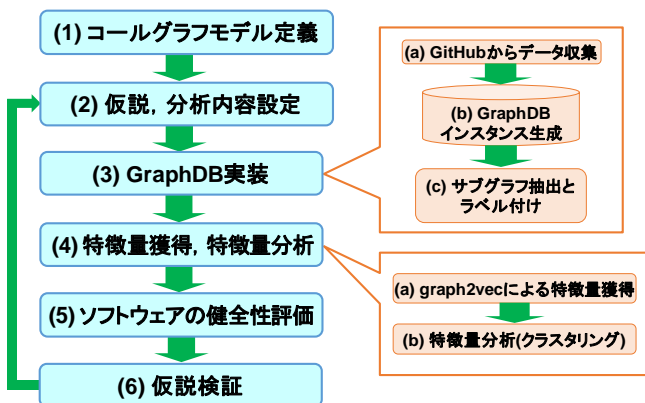 (1) コールグラフモデル定義
(2) 仮説，分析内容設定
(3) GraphDB実装
(4) 特徴量獲得，特徴量分析
(5) ソフトウェアの健全性評価
(6) 仮説検証
(a) GitHubからデータ収集
(b) GraphDB
インスタンス生成
(c) サブグラフ抽出と
ラベル付け
(a) graph2vecによる特徴量獲得
(b) 特徴量分析(クラスタリング)